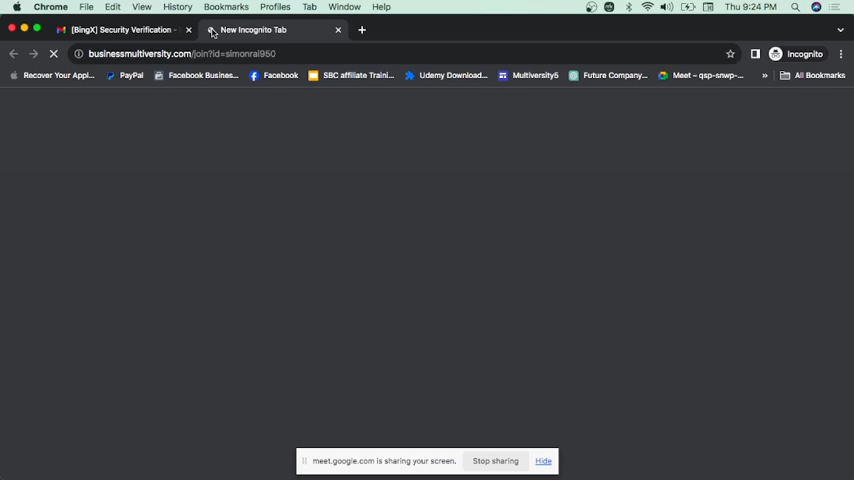 Chrome File Edit View History Bookmarks Profiles Tab Window Help Thu 9:24 PM
[BingX] Security Verification - New Incognito Tab
businessmultiversity.com/join?id=simonral950 Incognito
Recover Your Appl... PayPal Facebook Busines... Facebook SBC affiliate Traini... Udemy Download... Multiversity5 Future Company... Meet – qsp-snwp-... » All Bookmarks
meet.google.com is sharing your screen. Stop sharing Hide